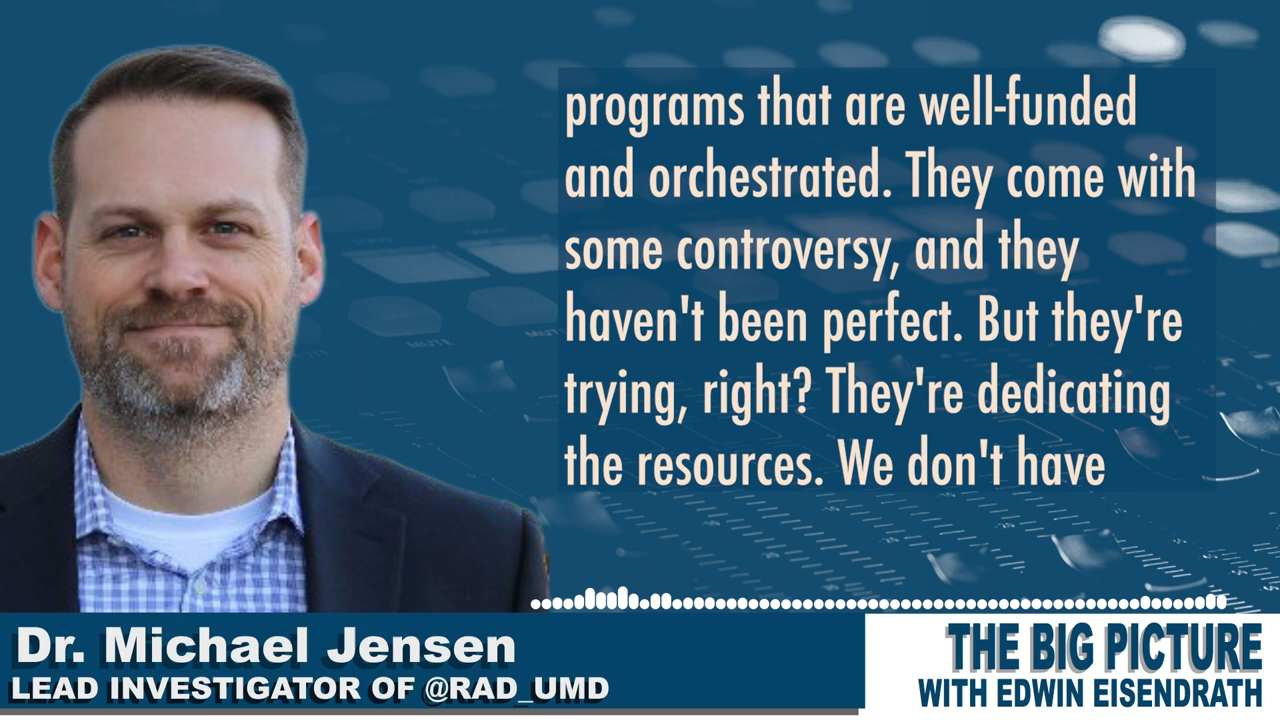 programs that are well-funded
and orchestrated. They come with
some controversy, and they
haven't been perfect. But they're
trying, right? They're dedicating
the resources. We don't have
Dr. Michael Jensen
LEAD INVESTIGATOR OF @RAD_UMD
THE BIG PICTURE
WITH EDWIN EISENDRATH